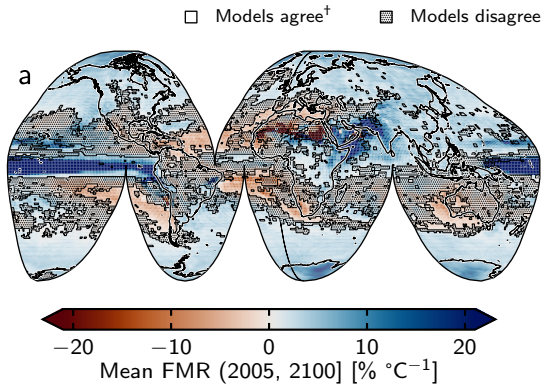 Models agree† Models disagree
a
−20 −10 0 10 20
Mean FMR (2005, 2100) [% °C⁻¹]